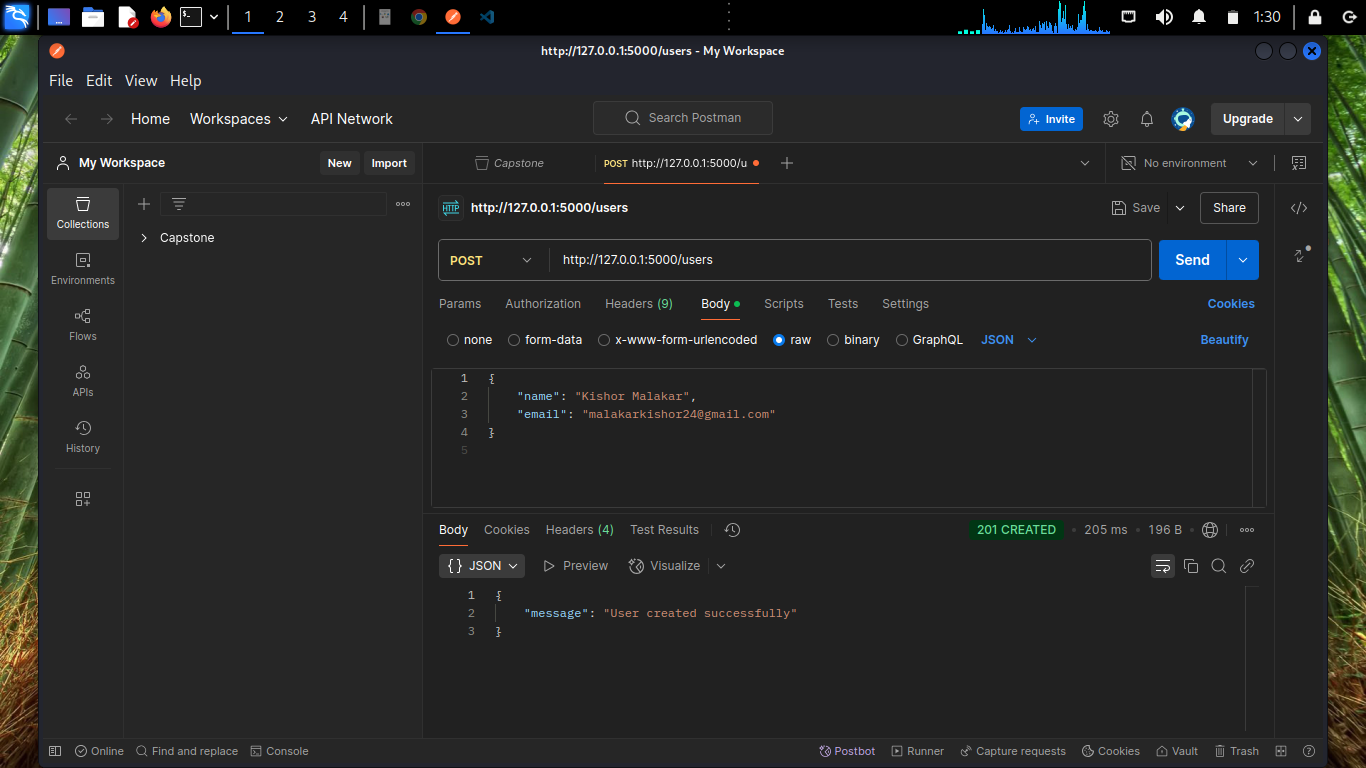 1 2 3 4 1:30
http://127.0.0.1:5000/users - My Workspace
File Edit View Help
Home Workspaces API Network Search Postman Invite Upgrade
My Workspace New Import Capstone POST http://127.0.0.1:5000/u No environment
Collections
Environments
Flows
APIs
History
Capstone
HTTP http://127.0.0.1:5000/users Save Share
POST http://127.0.0.1:5000/users Send
Params Authorization Headers (9) Body Scripts Tests Settings Cookies
none form-data x-www-form-urlencoded raw binary GraphQL JSON Beautify
1 {
2 "name": "Kishor Malakar",
3 "email": "malakarkishor24@gmail.com"
4 }
5
Body Cookies Headers (4) Test Results 201 CREATED • 205 ms • 196 B •
{} JSON Preview Visualize
1 {
2 "message": "User created successfully"
3 }
Online Find and replace Console Postbot Runner Capture requests Cookies Vault Trash